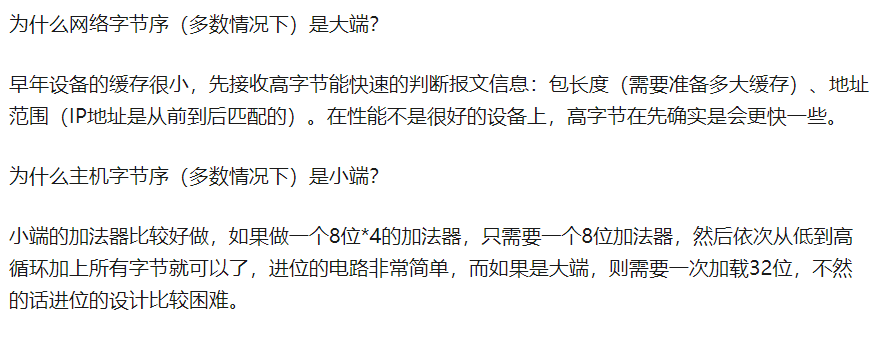 为什么网络字节序（多数情况下）是大端？
早年设备的缓存很小，先接收高字节能快速的判断报文信息：包长度（需要准备多大缓存）、地址
范围（IP地址是从前到后匹配的）。在性能不是很好的设备上，高字节在先确实是会更快一些。
为什么主机字节序（多数情况下）是小端？
小端的加法器比较好做，如果做一个8位*4的加法器，只需要一个8位加法器，然后依次从低到高
循环加上所有字节就可以了，进位的电路非常简单，而如果是大端，则需要一次加载32位，不然
的话进位的设计比较困难。